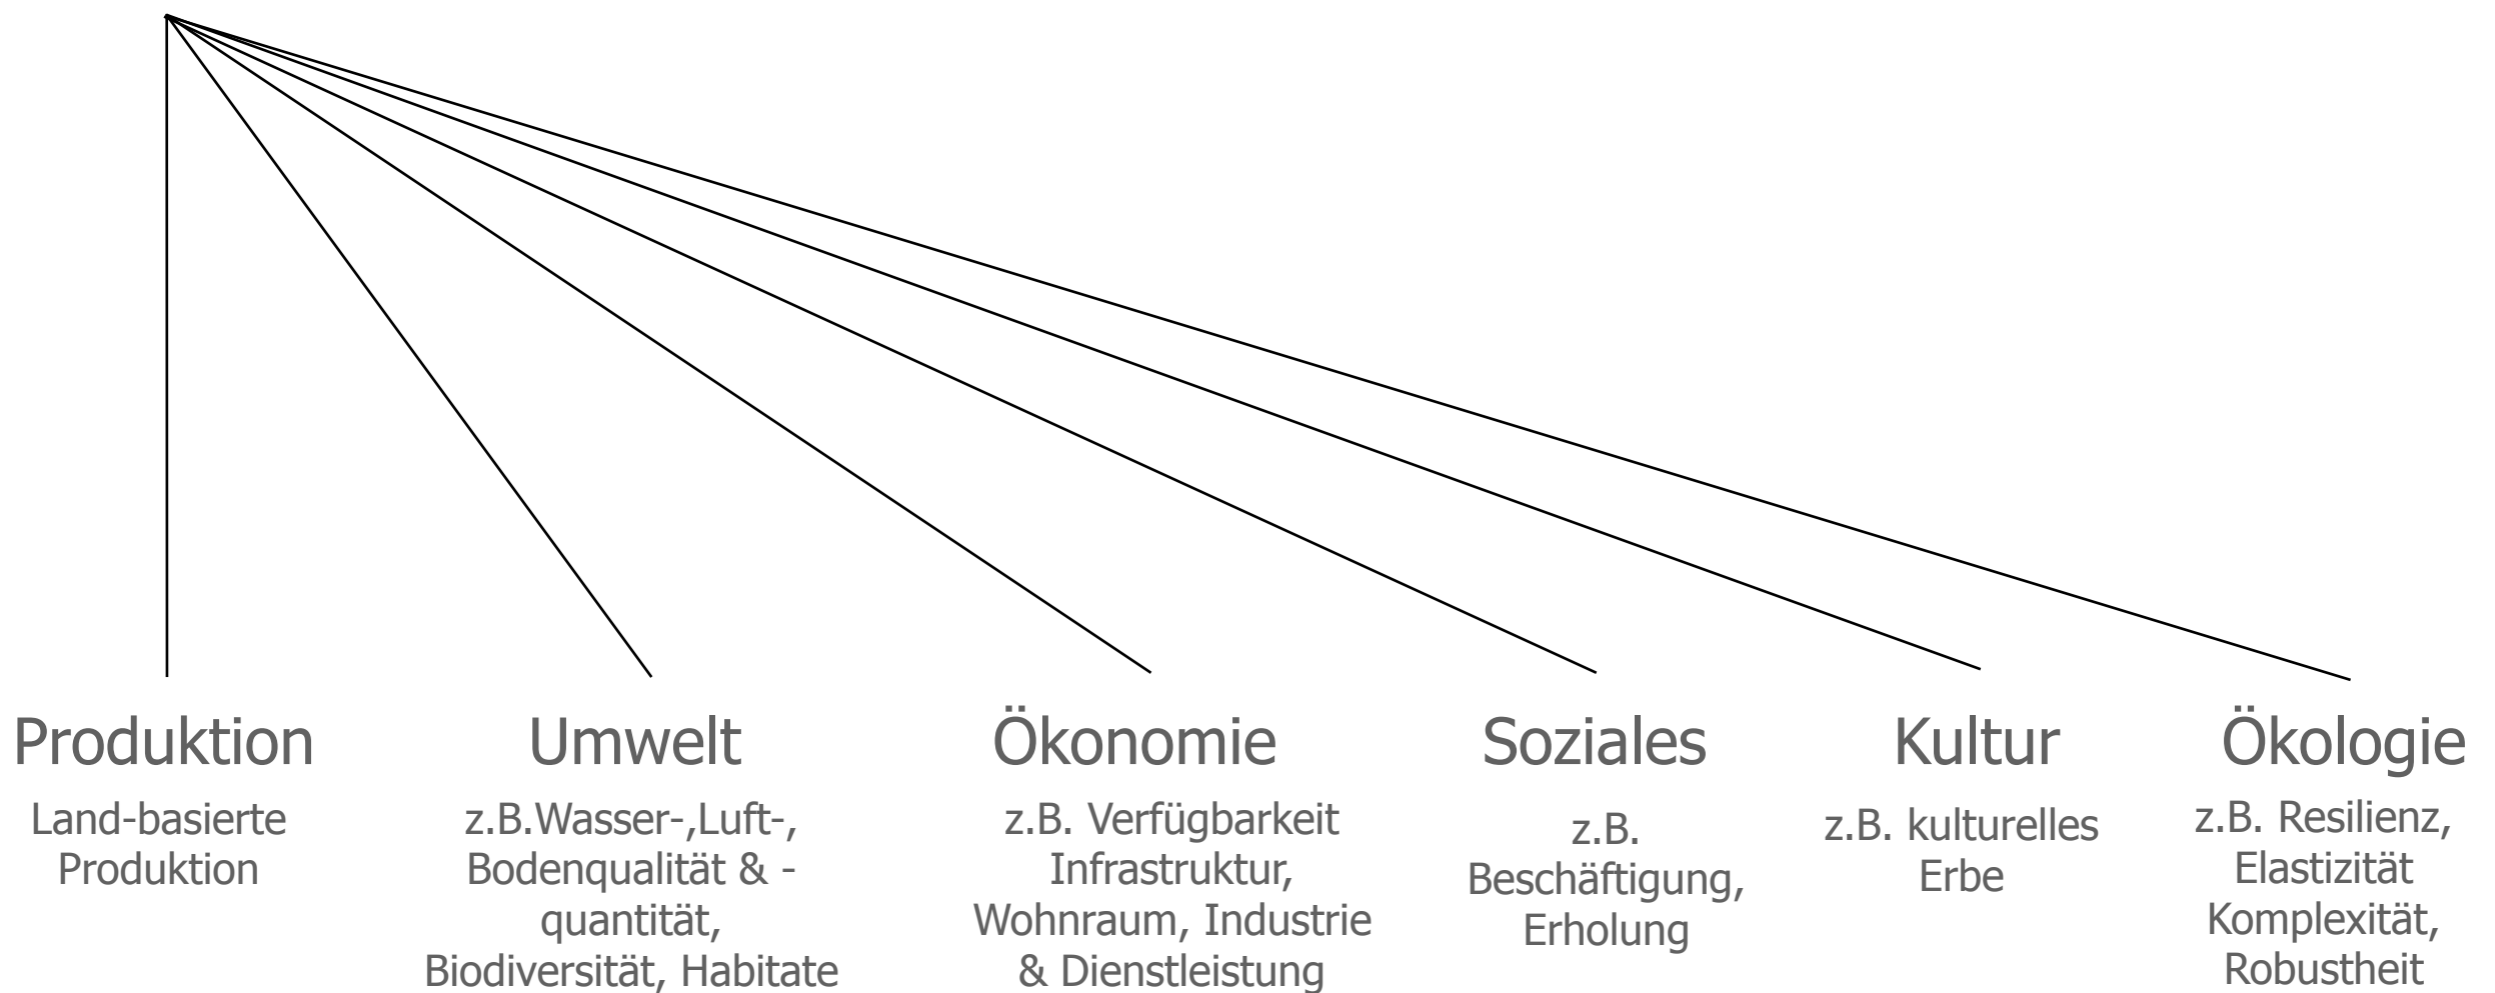 Produktion
Land-basierte
Produktion
Umwelt
z.B.Wasser-,Luft-,
Bodenqualität & -
quantität,
Biodiversität, Habitate
Ökonomie
z.B. Verfügbarkeit
Infrastruktur,
Wohnraum, Industrie
& Dienstleistung
Soziales
z.B.
Beschäftigung,
Erholung
Kultur
z.B. kulturelles
Erbe
Ökologie
z.B. Resilienz,
Elastizität
Komplexität,
Robustheit